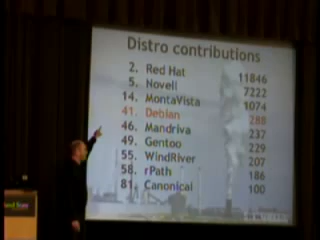 Distro contributions
2. Red Hat 11846
5. Novell 7222
14. MontaVista 1074
41. Debian 288
46. Mandriva 237
49. Gentoo 229
55. WindRiver 207
58. rPath 186
81. Canonical 100